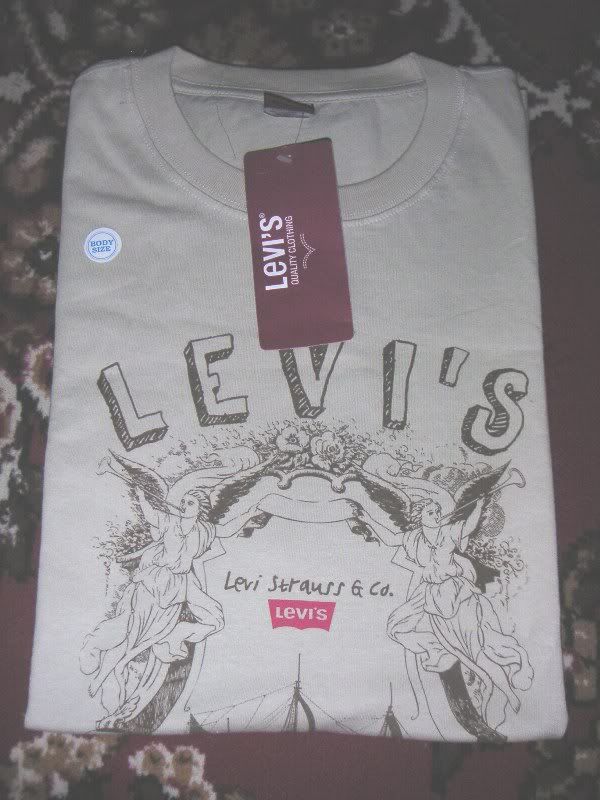 BODY
SIZE
Levi's®
QUALITY CLOTHING
LEVI'S
Levi Strauss & Co.
Levi's